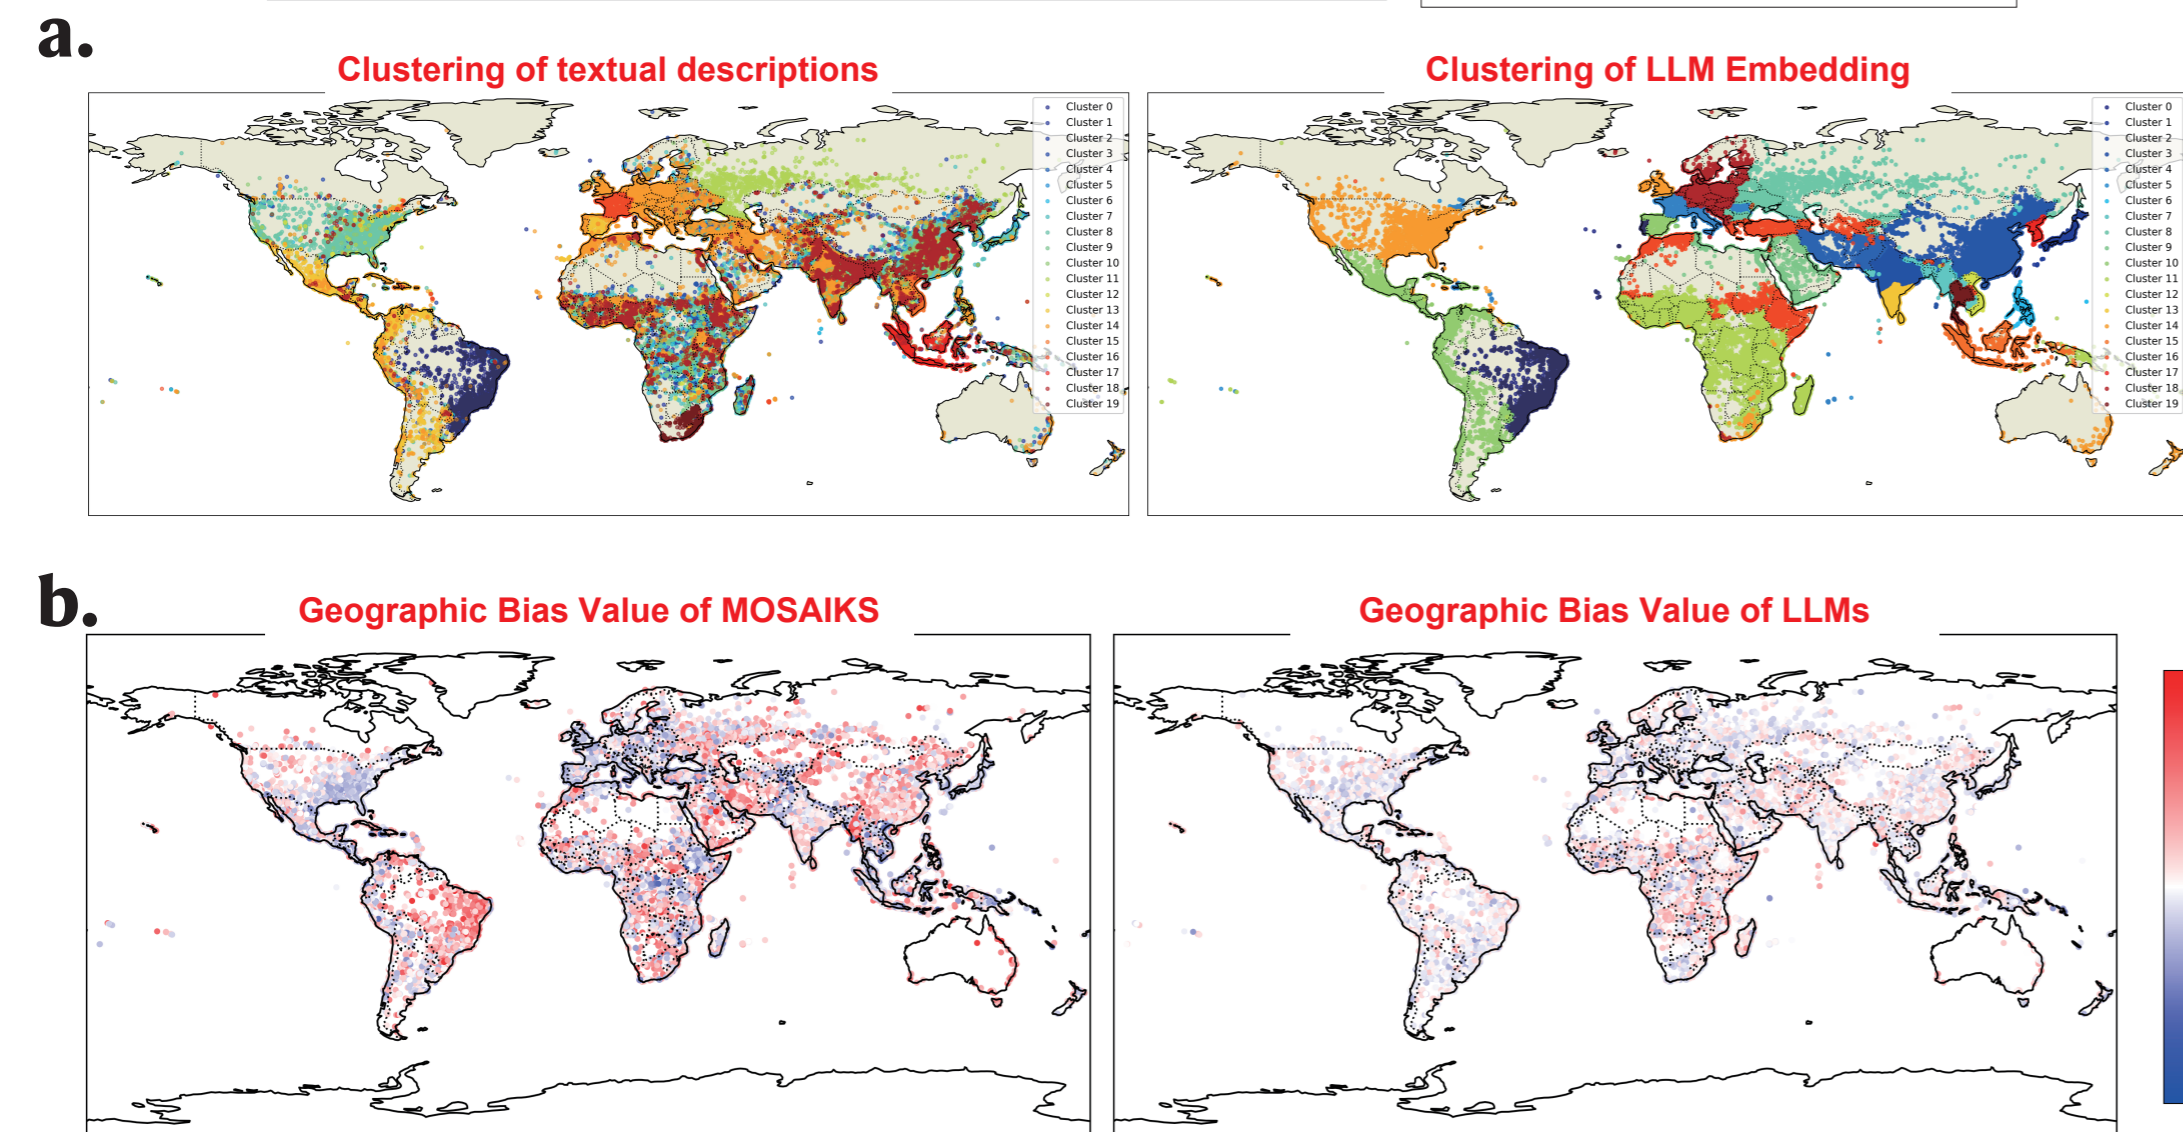 a.
Clustering of textual descriptions
Clustering of LLM Embedding
Cluster 0
Cluster 1
Cluster 2
Cluster 3
Cluster 4
Cluster 5
Cluster 6
Cluster 7
Cluster 8
Cluster 9
Cluster 10
Cluster 11
Cluster 12
Cluster 13
Cluster 14
Cluster 15
Cluster 16
Cluster 17
Cluster 18
Cluster 19
Cluster 0
Cluster 1
Cluster 2
Cluster 3
Cluster 4
Cluster 5
Cluster 6
Cluster 7
Cluster 8
Cluster 9
Cluster 10
Cluster 11
Cluster 12
Cluster 13
Cluster 14
Cluster 15
Cluster 16
Cluster 17
Cluster 18
Cluster 19
b.
Geographic Bias Value of MOSAIKS
Geographic Bias Value of LLMs